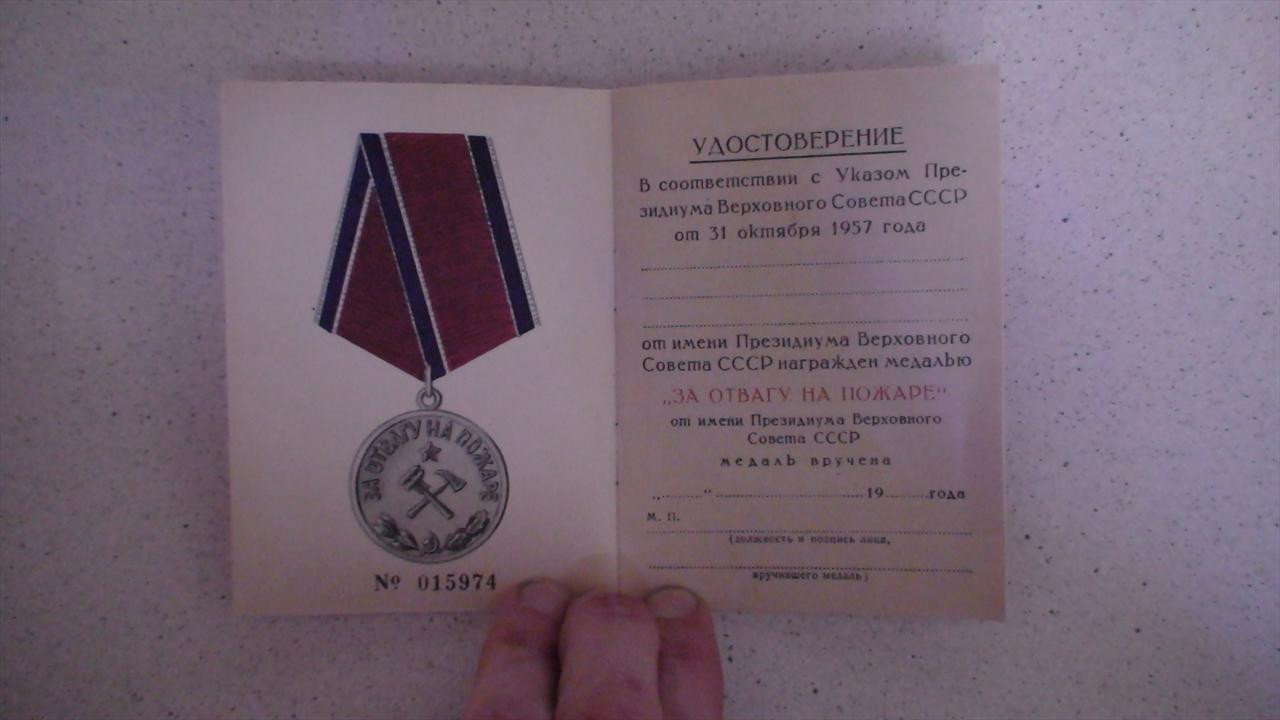 ЗА ОТВАГУ НА ПОЖАРЕ
№ 015974
УДОСТОВЕРЕНИЕ
В соответствии с Указом Пре-
зидиума Верховного Совета СССР
от 31 октября 1957 года
от имени Президиума Верховного
Совета СССР награжден медалью
„ЗА ОТВАГУ НА ПОЖАРЕ“
от имени Президиума Верховного
Совета СССР
медаль вручена
„........“ .............................. 19........года
м. п.
(должность и подпись лица,
вручившего медаль)